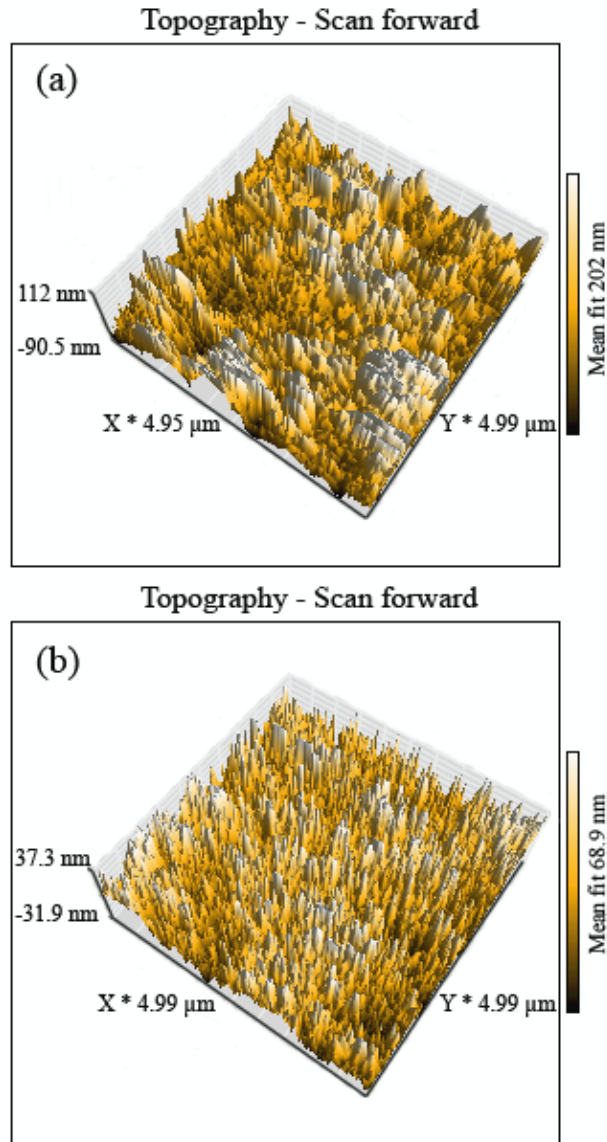 Topography - Scan forward
(a)
112 nm
-90.5 nm
X * 4.95 μm
Y * 4.99 μm
Mean fit 202 nm
Topography - Scan forward
(b)
37.3 nm
-31.9 nm
X * 4.99 μm
Y * 4.99 μm
Mean fit 68.9 nm